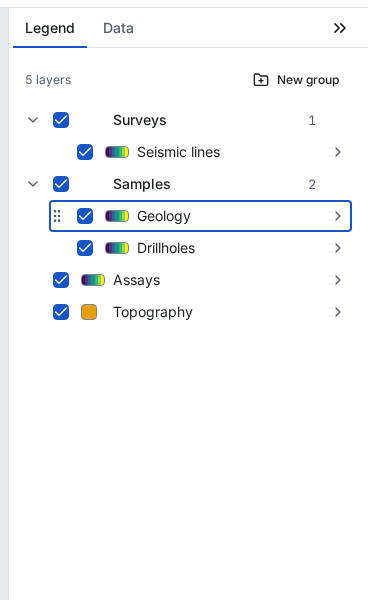 Legend Data
5 layers New group
Surveys 1
Seismic lines
Samples 2
Geology
Drillholes
Assays
Topography